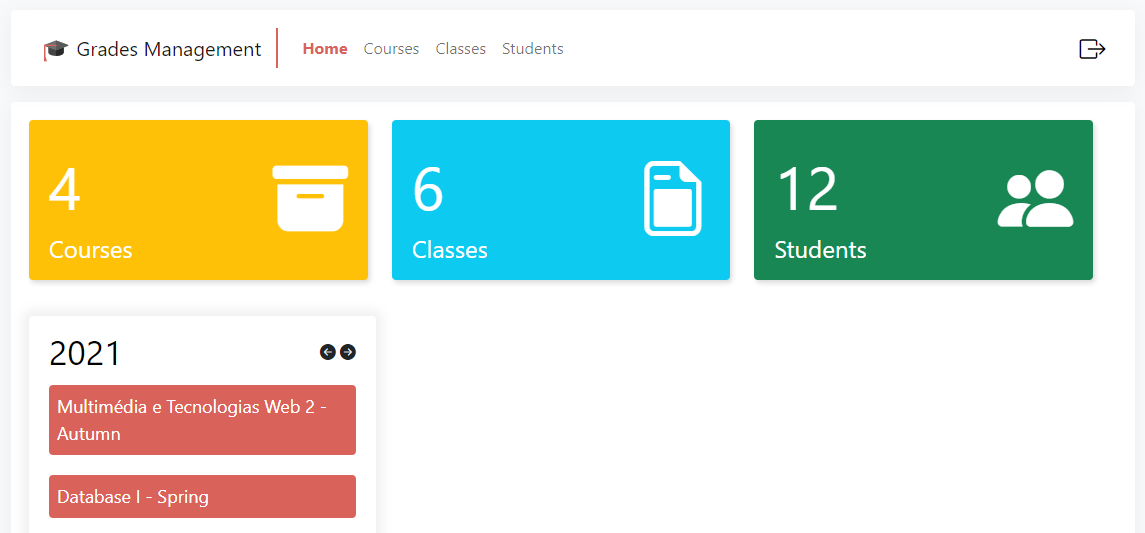 Grades Management
Home Courses Classes Students
4
Courses
6
Classes
12
Students
2021
Multimédia e Tecnologias Web 2 -
Autumn
Database I - Spring